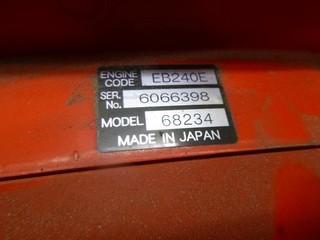 ENGINE CODE EB240E
SER. No. 6066398
MODEL 68234
MADE IN JAPAN